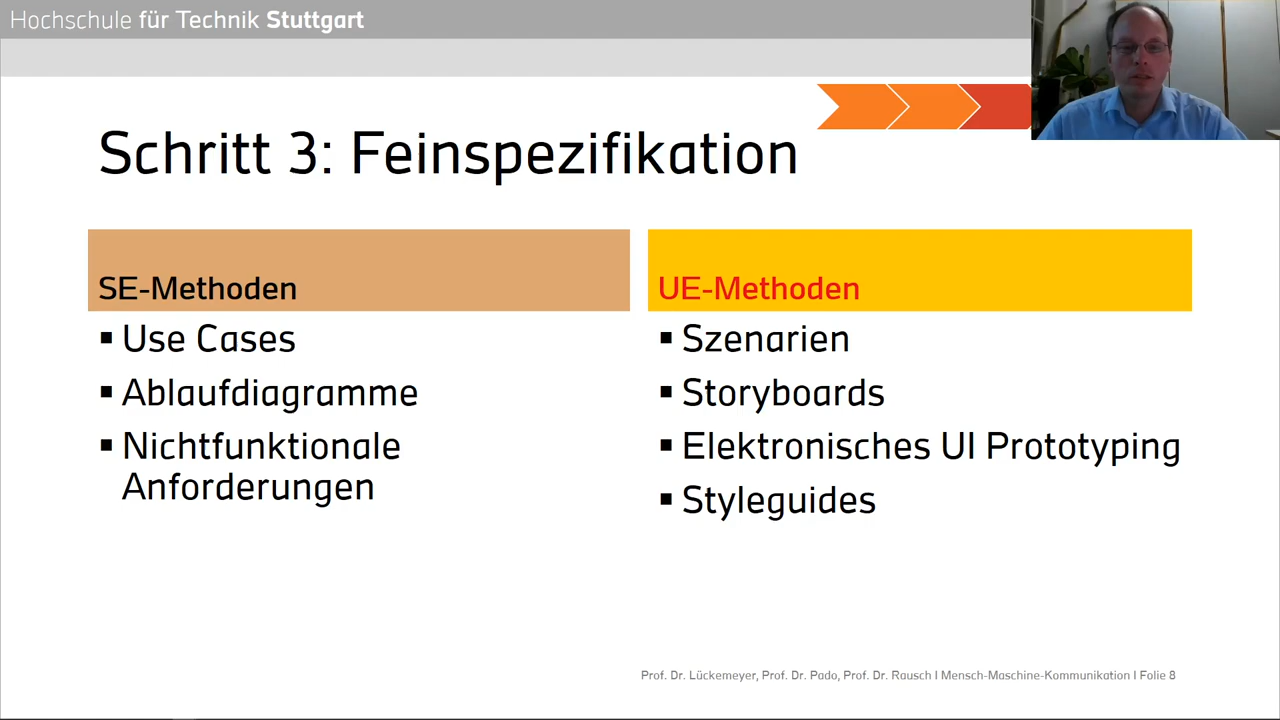 Hochschule für Technik Stuttgart
Schritt 3: Feinspezifikation
SE-Methoden
▪ Use Cases
▪ Ablaufdiagramme
▪ Nichtfunktionale
Anforderungen
UE-Methoden
▪ Szenarien
▪ Storyboards
▪ Elektronisches UI Prototyping
▪ Styleguides
Prof. Dr. Lückemeyer, Prof. Dr. Pado, Prof. Dr. Rausch I Mensch-Maschine-Kommunikation I Folie 8